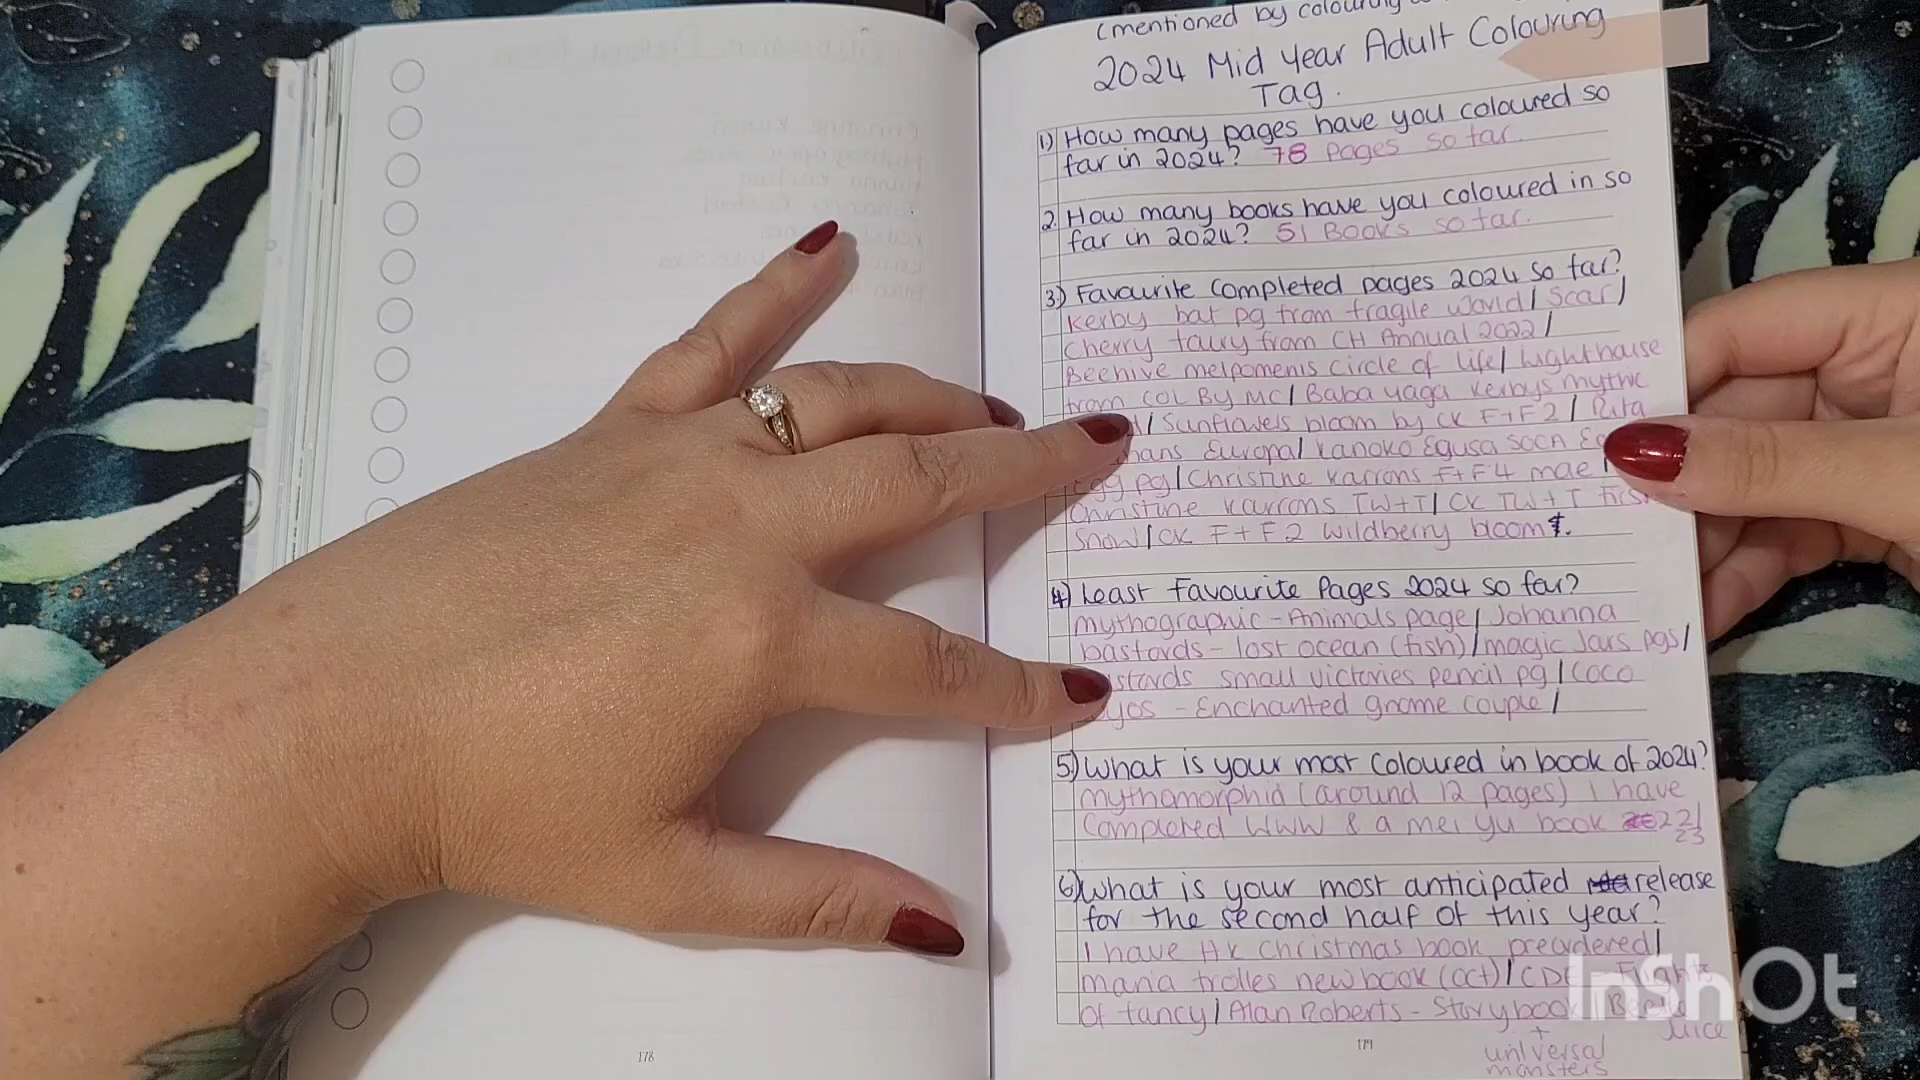 (mentioned by colouring
2024 Mid Year Adult Colouring
Tag.
1) How many pages have you coloured so
far in 2024? 78 pages so far.
2. How many books have you coloured in so
far in 2024? 51 Books so far.
3) Favourite completed pages 2024 so far?
Kerby bat pg from fragile world / Scar /
Cherry fairy from CH Annual 2022 /
Beehive melpomenis circle of life / Lighthouse
from COL By MC / Baba yaga Kerbys mythic
/ Sunflowers bloom by CK F+F 2 / Rita
Europa / Kanoko Egusa
Egg pg / Christine Karrons F+F 4 mae /
Christine Karrons TW+T / CK TW+T first
snow / CK F+F 2 Wildberry bloom.
4) Least Favourite Pages 2024 so far?
mythographic - Animals page / Johanna
bastards - lost ocean (fish) / magic Jars pgs /
small victories pencil pg / Coco
- Enchanted gnome couple /
5) What is your most coloured in book of 2024?
mythomorphia (around 12 pages) I have
Completed WWW & a mei yu book 22/
23
6) What is your most anticipated release
for the second half of this year?
I have HK Christmas book preordered /
maria trolles new book (oct) / Flights
of fancy / Alan Roberts - Storybook
Juice
+
universal
monsters
178
179
InShOt